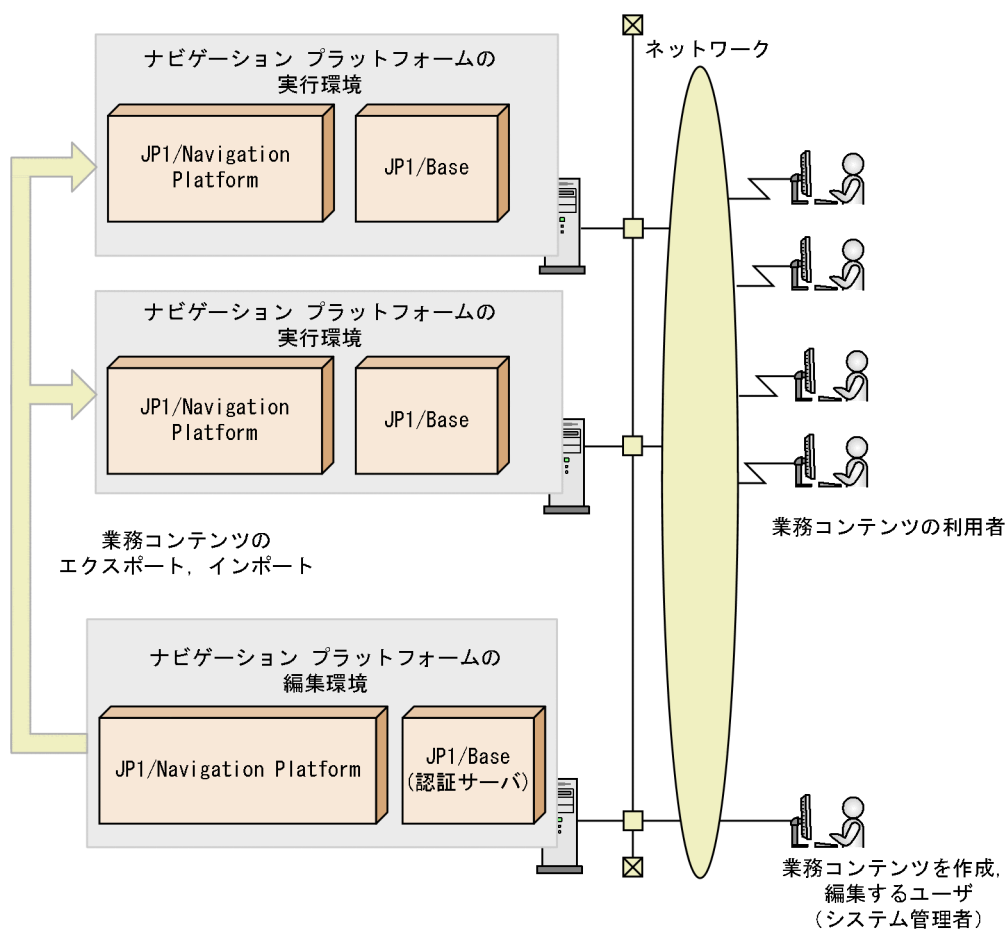 ナビゲーション プラットフォームの
実行環境
JP1/Navigation
Platform
JP1/Base
ネットワーク
ナビゲーション プラットフォームの
実行環境
JP1/Navigation
Platform
JP1/Base
業務コンテンツの
エクスポート，インポート
業務コンテンツの利用者
ナビゲーション プラットフォームの
編集環境
JP1/Navigation Platform
JP1/Base
(認証サーバ)
業務コンテンツを作成，
編集するユーザ
（システム管理者）